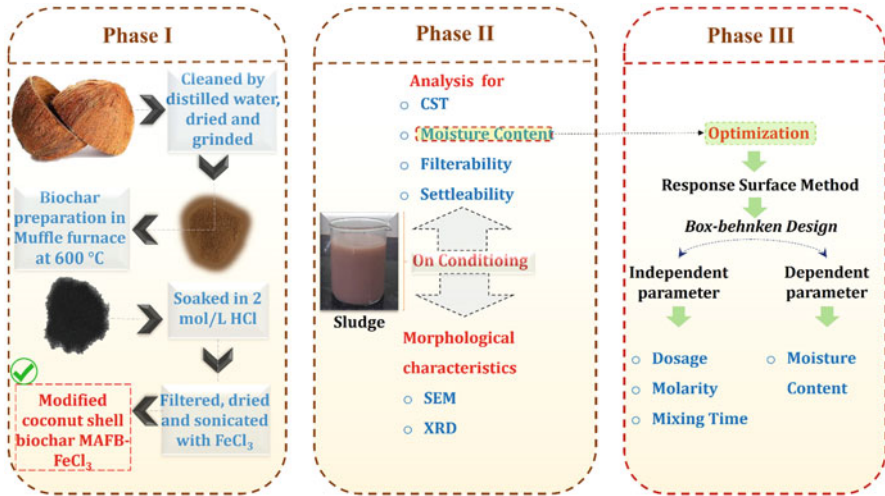 Phase I
Cleaned by
distilled water,
dried and
grinded
Biochar
preparation in
Muffle furnace
at 600 °C
Soaked in 2
mol/L HCl
Filtered, dried
and sonicated
with FeCl₃
Modified
coconut shell
biochar MAFB-
FeCl₃
Phase II
Analysis for
CST
Moisture Content
Filterability
Settleability
On Conditioing
Sludge
Morphological
characteristics
SEM
XRD
Phase III
Optimization
Response Surface Method
Box-behnken Design
Independent
parameter
Dosage
Molarity
Mixing Time
Dependent
parameter
Moisture
Content